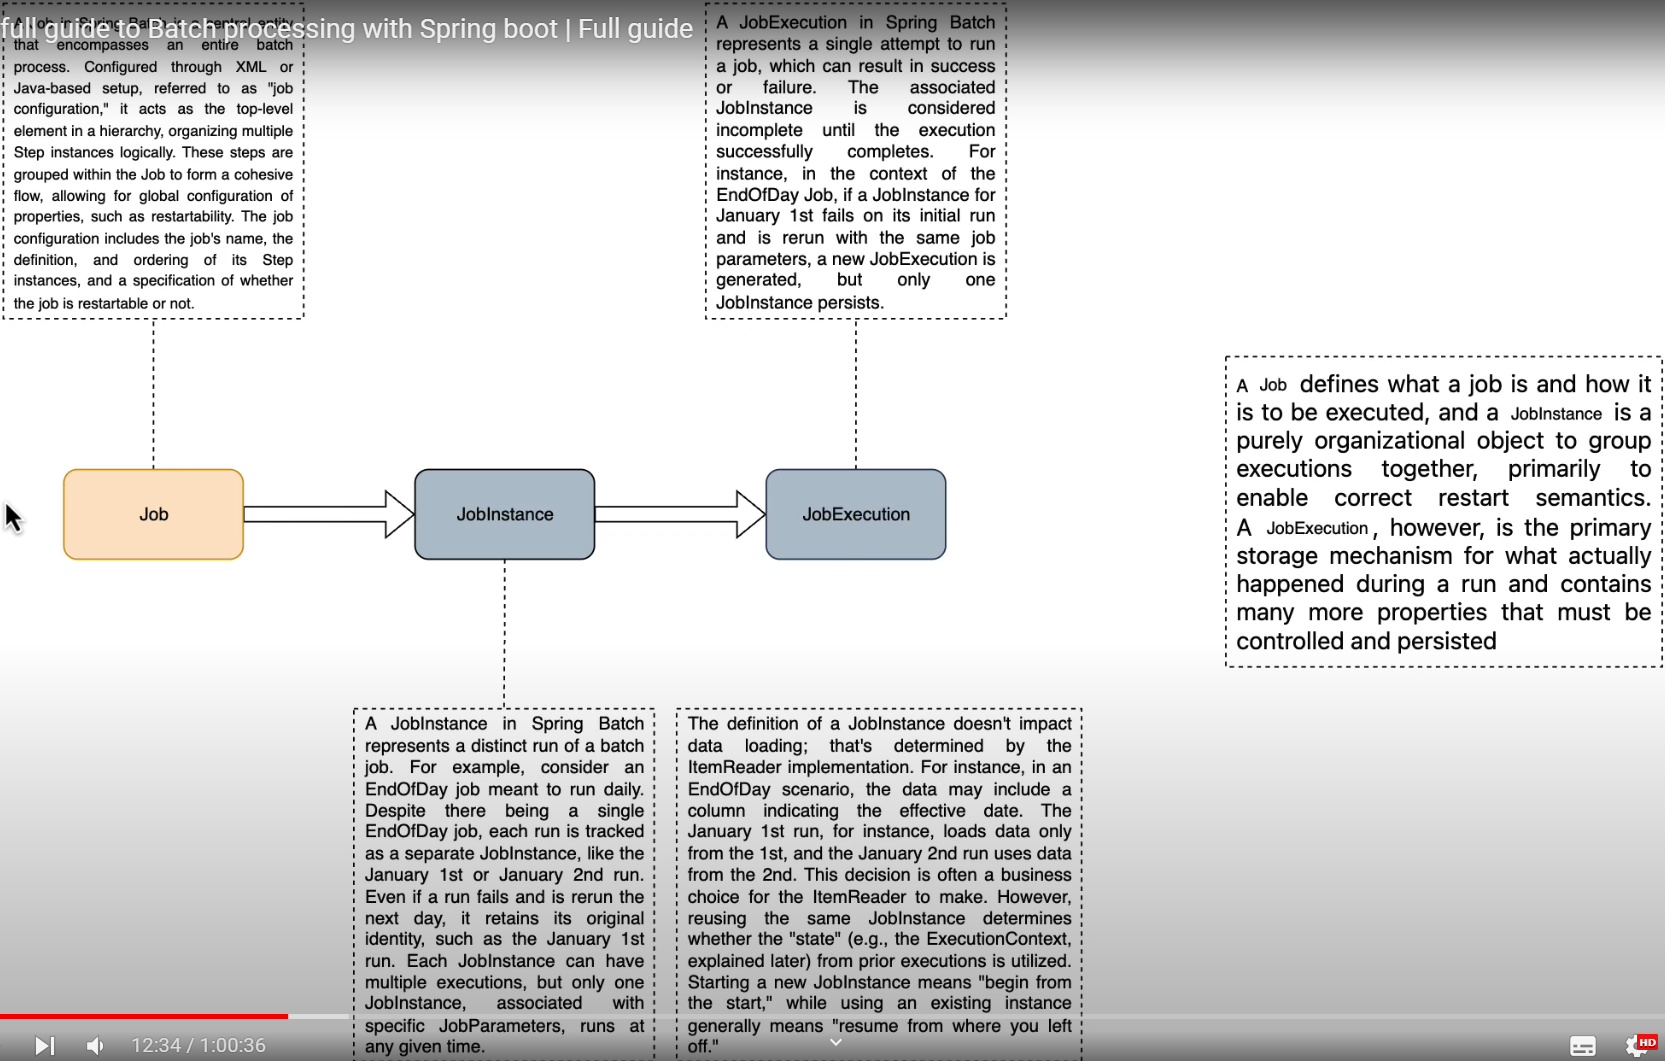 full guide to Batch processing with Spring boot | Full guide
A Job in Spring Batch is a central entity
that encompasses an entire batch
process. Configured through XML or
Java-based setup, referred to as "job
configuration," it acts as the top-level
element in a hierarchy, organizing multiple
Step instances logically. These steps are
grouped within the Job to form a cohesive
flow, allowing for global configuration of
properties, such as restartability. The job
configuration includes the job's name, the
definition, and ordering of its Step
instances, and a specification of whether
the job is restartable or not.
A JobExecution in Spring Batch
represents a single attempt to run
a job, which can result in success
or failure. The associated
JobInstance is considered
incomplete until the execution
successfully completes. For
instance, in the context of the
EndOfDay Job, if a JobInstance for
January 1st fails on its initial run
and is rerun with the same job
parameters, a new JobExecution is
generated, but only one
JobInstance persists.
Job
JobInstance
JobExecution
A Job defines what a job is and how it
is to be executed, and a JobInstance is a
purely organizational object to group
executions together, primarily to
enable correct restart semantics.
A JobExecution, however, is the primary
storage mechanism for what actually
happened during a run and contains
many more properties that must be
controlled and persisted
A JobInstance in Spring Batch
represents a distinct run of a batch
job. For example, consider an
EndOfDay job meant to run daily.
Despite there being a single
EndOfDay job, each run is tracked
as a separate JobInstance, like the
January 1st or January 2nd run.
Even if a run fails and is rerun the
next day, it retains its original
identity, such as the January 1st
run. Each JobInstance can have
multiple executions, but only one
JobInstance, associated with
specific JobParameters, runs at
any given time.
The definition of a JobInstance doesn't impact
data loading; that's determined by the
ItemReader implementation. For instance, in an
EndOfDay scenario, the data may include a
column indicating the effective date. The
January 1st run, for instance, loads data only
from the 1st, and the January 2nd run uses data
from the 2nd. This decision is often a business
choice for the ItemReader to make. However,
reusing the same JobInstance determines
whether the "state" (e.g., the ExecutionContext,
explained later) from prior executions is utilized.
Starting a new JobInstance means "begin from
the start," while using an existing instance
generally means "resume from where you left
off."
12:34 / 1:00:36
HD